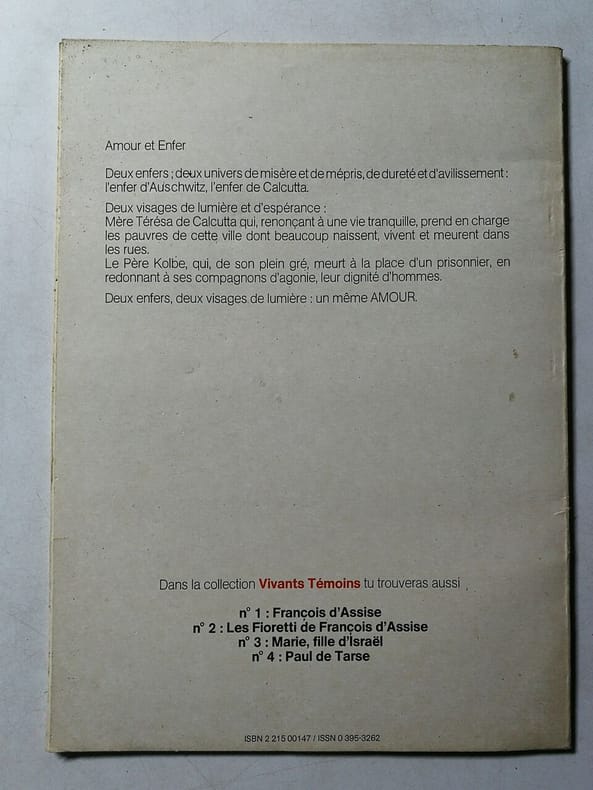 Amour et Enfer
Deux enfers ; deux univers de misère et de mépris, de dureté et d'avilissement :
l'enfer d'Auschwitz, l'enfer de Calcutta.
Deux visages de lumière et d'espérance :
Mère Térésa de Calcutta qui, renonçant à une vie tranquille, prend en charge
les pauvres de cette ville dont beaucoup naissent, vivent et meurent dans
les rues.
Le Père Kolbe, qui, de son plein gré, meurt à la place d'un prisonnier, en
redonnant à ses compagnons d'agonie, leur dignité d'hommes.
Deux enfers, deux visages de lumière : un même AMOUR.
Dans la collection Vivants Témoins tu trouveras aussi
n° 1 : François d'Assise
n° 2 : Les Fioretti de François d'Assise
n° 3 : Marie, fille d'Israël
n° 4 : Paul de Tarse
ISBN 2 215 00147 / ISSN 0 395-3262